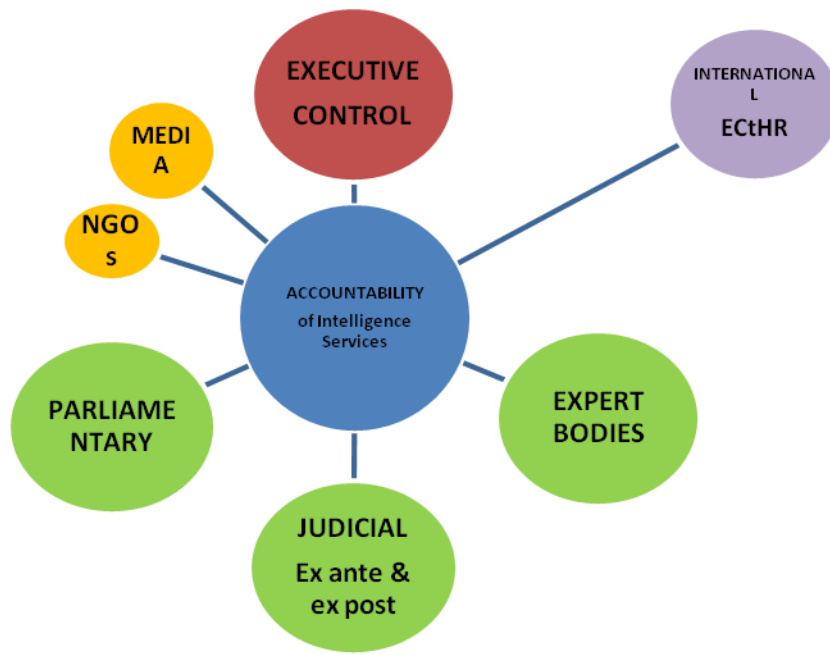 EXECUTIVE
CONTROL
INTERNATIONA
L
ECtHR
MEDI
A
NGO
s
ACCOUNTABILITY
of Intelligence
Services
PARLIAME
NTARY
EXPERT
BODIES
JUDICIAL
Ex ante &
ex post